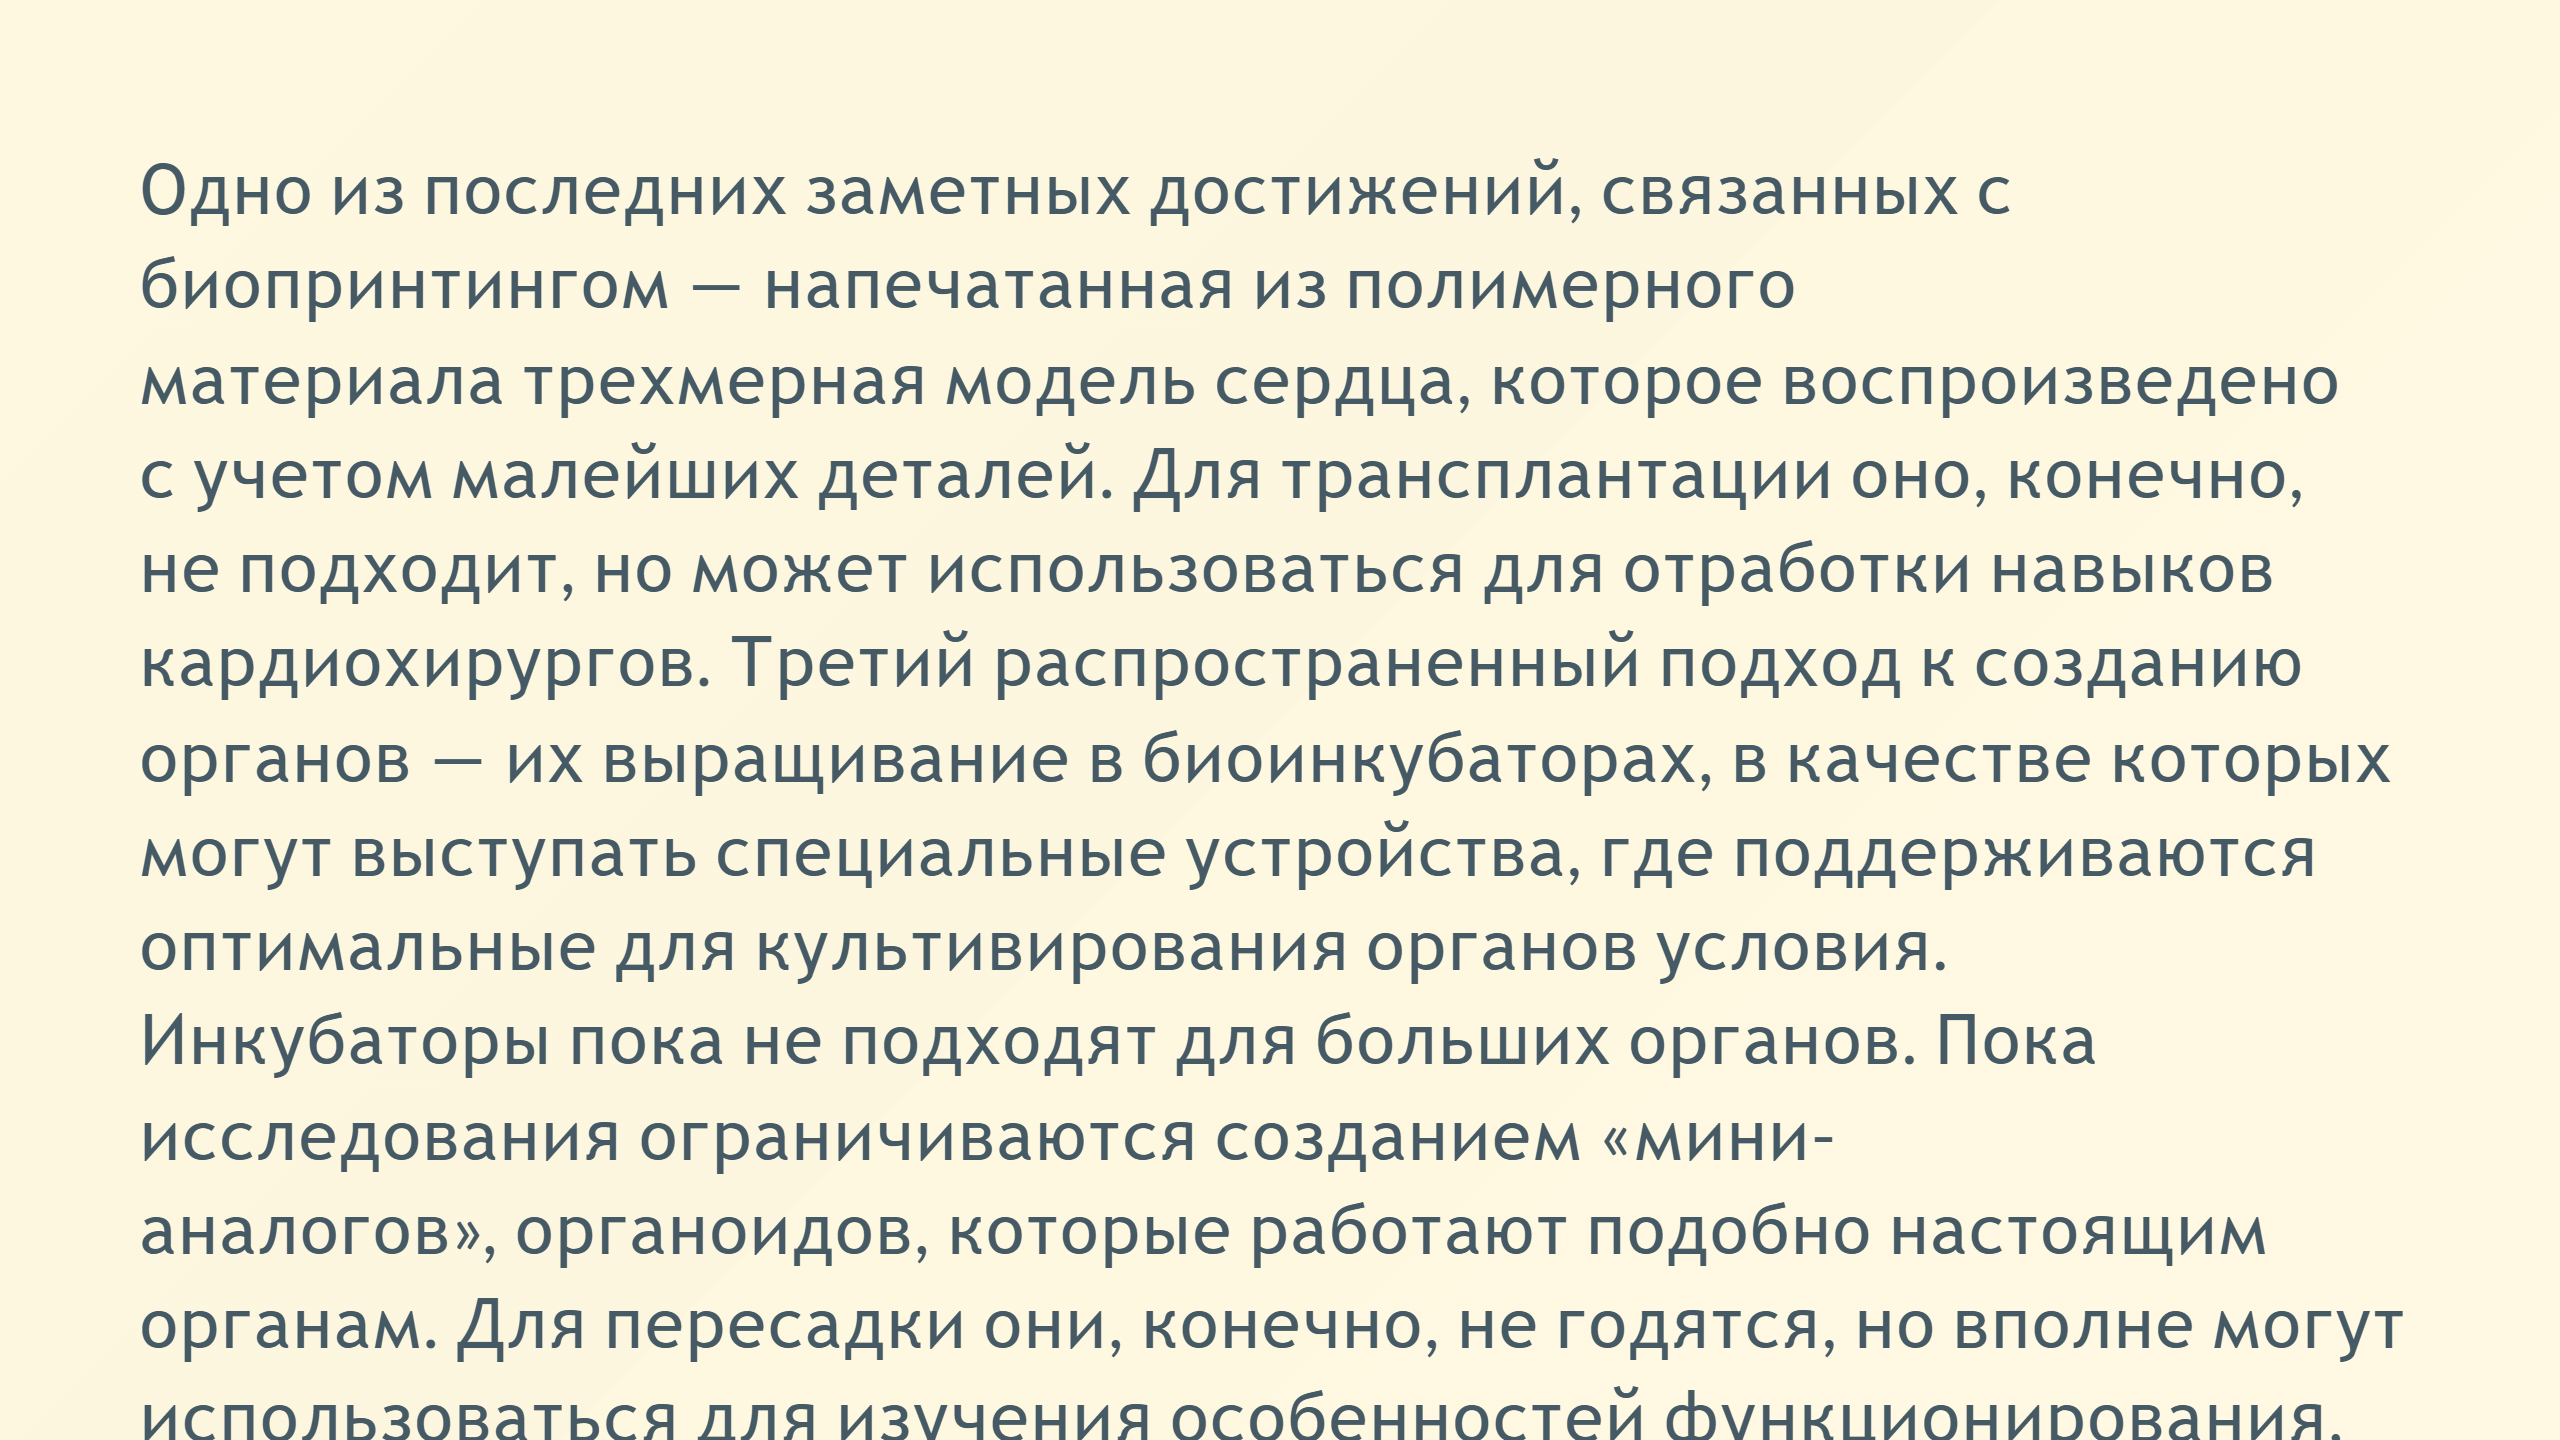 Одно из последних заметных достижений, связанных с
биопринтингом — напечатанная из полимерного
материала трехмерная модель сердца, которое воспроизведено
с учетом малейших деталей. Для трансплантации оно, конечно,
не подходит, но может использоваться для отработки навыков
кардиохирургов. Третий распространенный подход к созданию
органов — их выращивание в биоинкубаторах, в качестве которых
могут выступать специальные устройства, где поддерживаются
оптимальные для культивирования органов условия.
Инкубаторы пока не подходят для больших органов. Пока
исследования ограничиваются созданием «мини-
аналогов», органоидов, которые работают подобно настоящим
органам. Для пересадки они, конечно, не годятся, но вполне могут
использоваться для изучения особенностей функционирования.